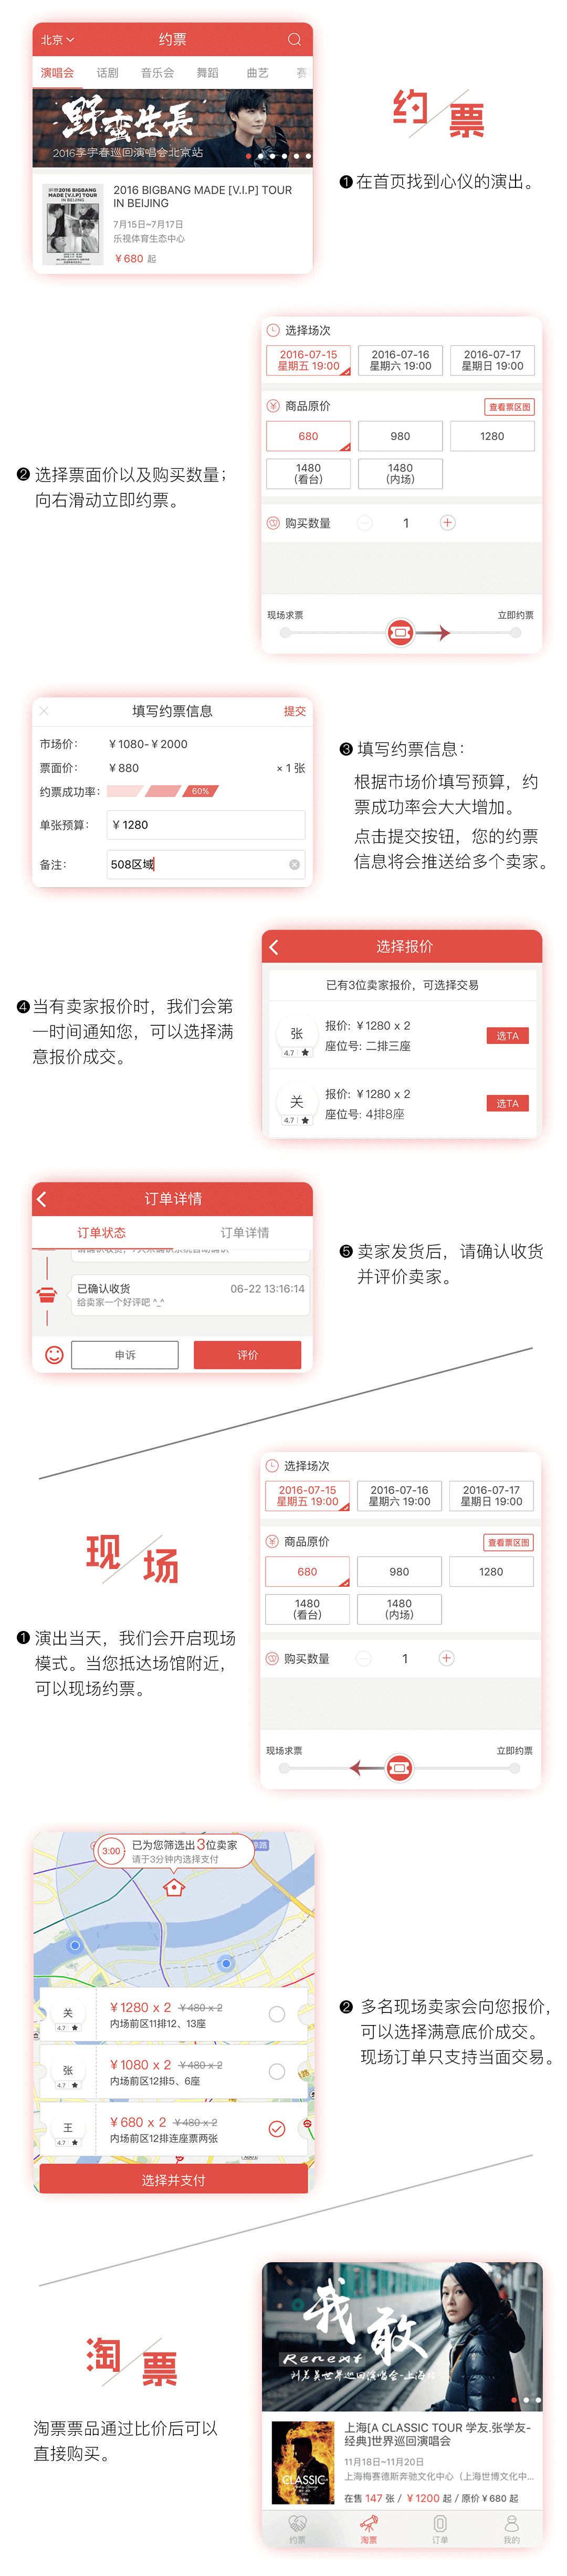 北京
约票
演唱会 话剧 音乐会 舞蹈 曲艺 赛
野蛮生長
2016李宇春巡回演唱会北京站
2016 BIGBANG
MADE [V.I.P] TOUR
IN BEIJING
2016 BIGBANG MADE [V.I.P] TOUR
IN BEIJING
7月15日~7月17日
乐视体育生态中心
¥680 起
约票
❶ 在首页找到心仪的演出。
❷ 选择票面价以及购买数量；
向右滑动立即约票。
选择场次
2016-07-15 2016-07-16 2016-07-17
星期五 19:00 星期六 19:00 星期日 19:00
商品原价 查看票区图
680 980 1280
1480 1480
(看台) (内场)
购买数量 1
现场求票 立即约票
填写约票信息 提交
市场价： ¥1080-¥2000
票面价： ¥880 × 1 张
约票成功率： 60%
单张预算： ¥ 1280
备注： 508区域
❸ 填写约票信息：
根据市场价填写预算，约
票成功率会大大增加。
点击提交按钮，您的约票
信息将会推送给多个卖家。
❹ 当有卖家报价时，我们会第
一时间通知您，可以选择满
意报价成交。
选择报价
已有3位卖家报价，可选择交易
张
4.7 ★
报价: ¥1280 x 2
座位号: 二排三座
选TA
关
4.7 ★
报价: ¥1280 x 2
座位号: 4排8座
选TA
订单详情
订单状态 订单详情
已确认收货 06-22 13:16:14
给卖家一个好评吧 ^_^
申诉 评价
❺ 卖家发货后，请确认收货
并评价卖家。
现场
❶ 演出当天，我们会开启现场
模式。当您抵达场馆附近，
可以现场约票。
选择场次
2016-07-15 2016-07-16 2016-07-17
星期五 19:00 星期六 19:00 星期日 19:00
商品原价 查看票区图
680 980 1280
1480 1480
(看台) (内场)
购买数量 1
现场求票 立即约票
3:00
已为您筛选出3位卖家
请于3分钟内选择支付
关
4.7 ★
¥1280 x 2 ¥480 x 2
内场前区11排12、13座
张
4.7 ★
¥1080 x 2 ¥480 x 2
内场前区12排5、6座
王
4.7 ★
¥680 x 2 ¥480 x 2
内场前区12排连座票两张
选择并支付
❷ 多名现场卖家会向您报价，
可以选择满意底价成交。
现场订单只支持当面交易。
淘票
淘票票品通过比价后可以
直接购买。
我敢
Renext
刘若英世界巡回演唱会-上海站
CLASSIC
上海[A CLASSIC TOUR 学友.张学友-
经典]世界巡回演唱会
11月18日~11月20日
上海梅赛德斯奔驰文化中心（上海世博文化中...
在售 147 张 / ¥1200 起 / 原价 ¥680 起
约票 淘票 订单 我的